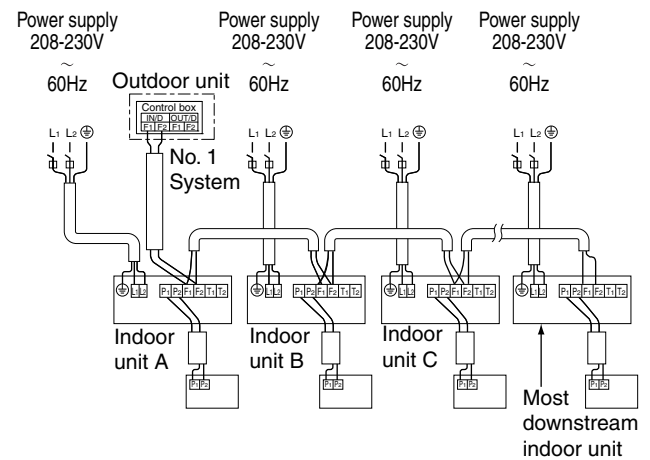 Power supply Power supply Power supply Power supply
208-230V 208-230V 208-230V 208-230V
~ ~ ~ ~
60Hz 60Hz 60Hz 60Hz
Outdoor unit
Control box
IN/D OUT/D
F1 F2 F1 F2
L1 L2 L1 L2 L1 L2 L1 L2
No. 1
System
L1 L2 P1 P2 F1 F2 T1 T2 L1 L2 P1 P2 F1 F2 T1 T2 L1 L2 P1 P2 F1 F2 T1 T2 L1 L2 P1 P2 F1 F2 T1 T2
Indoor
unit A
Indoor
unit B
Indoor
unit C
P1 P2 P1 P2 P1 P2 P1 P2
Most
downstream
indoor unit